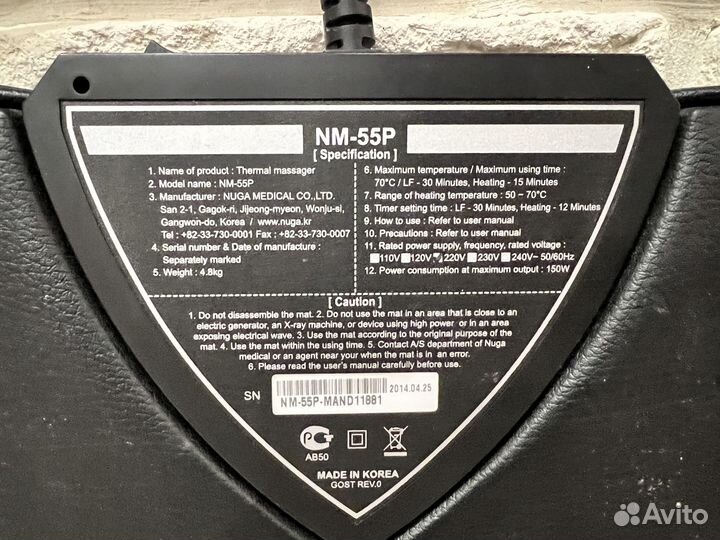 NM-55P
[ Specification ]
1. Name of product : Thermal massager
2. Model name : NM-55P
3. Manufacturer : NUGA MEDICAL CO.,LTD.
San 2-1, Gagok-ri, Jijeong-myeon, Wonju-si,
Gangwon-do, Korea / www.nuga.kr
Tel : +82-33-730-0001 Fax : +82-33-730-0007
4. Serial number & Date of manufacture :
Separately marked
5. Weight : 4.8kg
6. Maximum temperature / Maximum using time :
70°C / LF - 30 Minutes, Heating - 15 Minutes
7. Range of heating temperature : 50 ~ 70°C
8. Timer setting time : LF - 30 Minutes, Heating - 12 Minutes
9. How to use : Refer to user manual
10. Precautions : Refer to user manual
11. Rated power supply, frequency, rated voltage :
110V 120V 220V 230V 240V~ 50/60Hz
12. Power consumption at maximum output : 150W
[ Caution ]
1. Do not disassemble the mat. 2. Do not use the mat in an area that is close to an
electric generator, an X-ray machine, or device using high power or in an area
exposing electrical wave. 3. Use the mat according to the original purpose of the
mat. 4. Use the mat within the using time. 5. Contact A/S department of Nuga
medical or an agent near your when the mat is in an error.
6. Please read the user's manual carefully before use.
SN
2014.04.25
NM-55P-MAND11881
РСТ
AB50
MADE IN KOREA
GOST REV.0
Avito